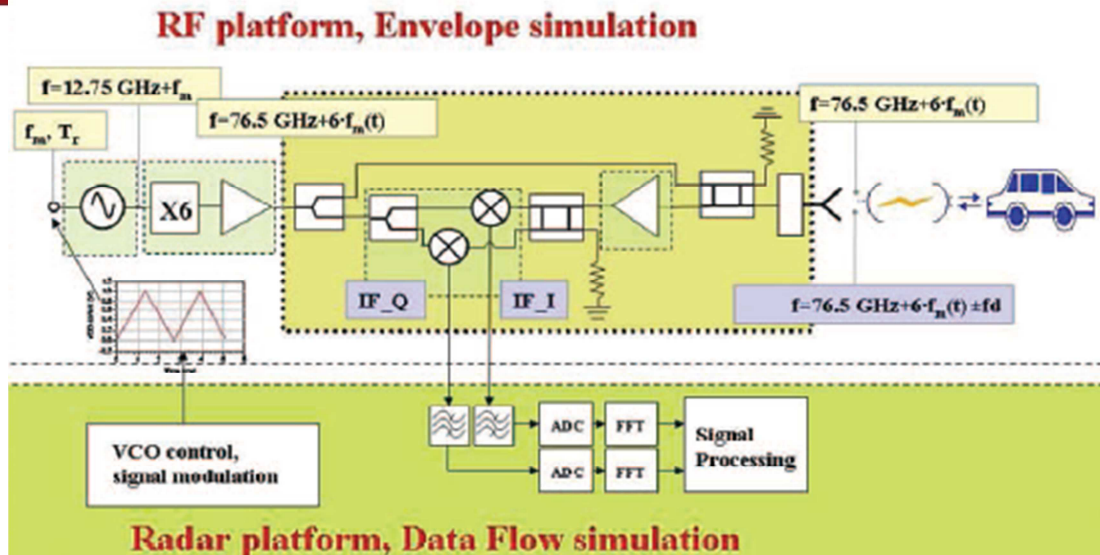 RF platform, Envelope simulation
f=12.75 GHz+fm
f=76.5 GHz+6·fm(t)
f=76.5 GHz+6·fm(t)
fm, Tr
X6
IF_Q
IF_I
f=76.5 GHz+6·fm(t) ±fd
VCO control,
signal modulation
ADC
FFT
ADC
FFT
Signal
Processing
Radar platform, Data Flow simulation